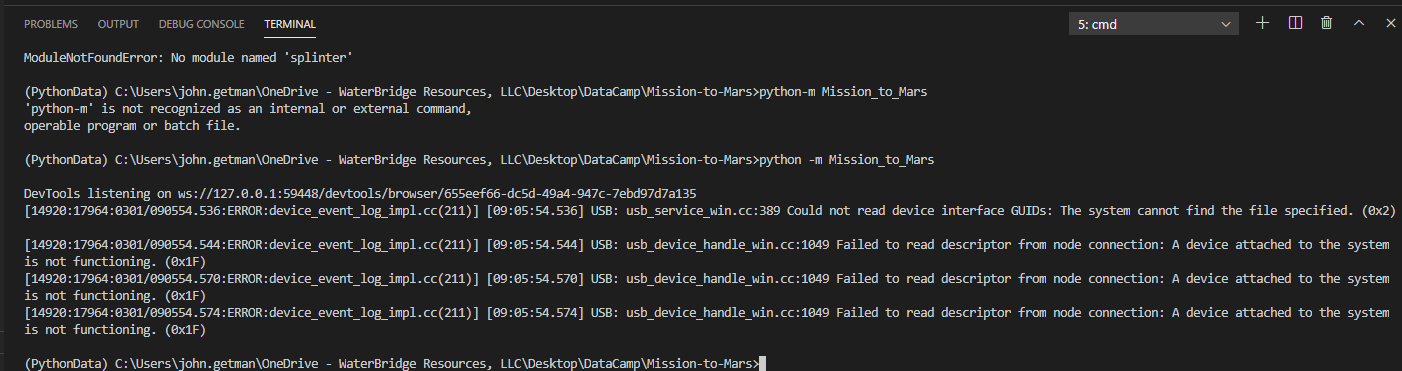 PROBLEMS OUTPUT DEBUG CONSOLE TERMINAL 5: cmd
ModuleNotFoundError: No module named 'splinter'
(PythonData) C:\Users\john.getman\OneDrive - WaterBridge Resources, LLC\Desktop\DataCamp\Mission-to-Mars>python-m Mission_to_Mars
'python-m' is not recognized as an internal or external command,
operable program or batch file.
(PythonData) C:\Users\john.getman\OneDrive - WaterBridge Resources, LLC\Desktop\DataCamp\Mission-to-Mars>python -m Mission_to_Mars
DevTools listening on ws://127.0.0.1:59448/devtools/browser/655eef66-dc5d-49a4-947c-7ebd97d7a135
[14920:17964:0301/090554.536:ERROR:device_event_log_impl.cc(211)] [09:05:54.536] USB: usb_service_win.cc:389 Could not read device interface GUIDs: The system cannot find the file specified. (0x2)
[14920:17964:0301/090554.544:ERROR:device_event_log_impl.cc(211)] [09:05:54.544] USB: usb_device_handle_win.cc:1049 Failed to read descriptor from node connection: A device attached to the system
is not functioning. (0x1F)
[14920:17964:0301/090554.570:ERROR:device_event_log_impl.cc(211)] [09:05:54.570] USB: usb_device_handle_win.cc:1049 Failed to read descriptor from node connection: A device attached to the system
is not functioning. (0x1F)
[14920:17964:0301/090554.574:ERROR:device_event_log_impl.cc(211)] [09:05:54.574] USB: usb_device_handle_win.cc:1049 Failed to read descriptor from node connection: A device attached to the system
is not functioning. (0x1F)
(PythonData) C:\Users\john.getman\OneDrive - WaterBridge Resources, LLC\Desktop\DataCamp\Mission-to-Mars>